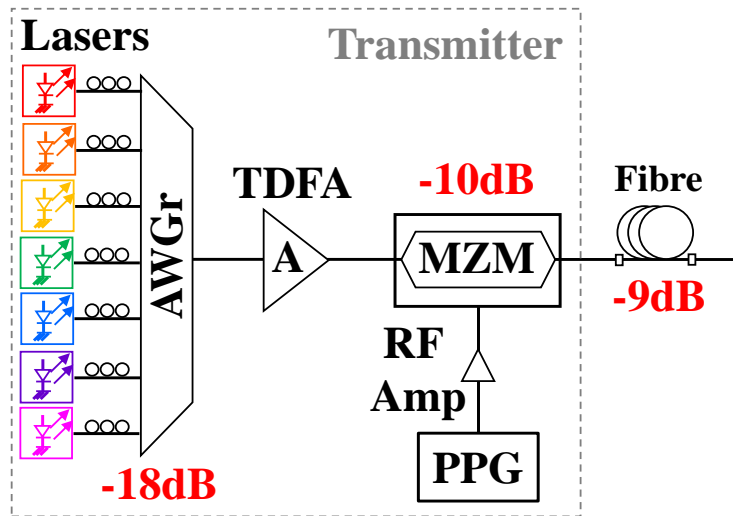 Lasers
Transmitter
AWGr
-18dB
TDFA
A
-10dB
MZM
RF
Amp
PPG
Fibre
-9dB